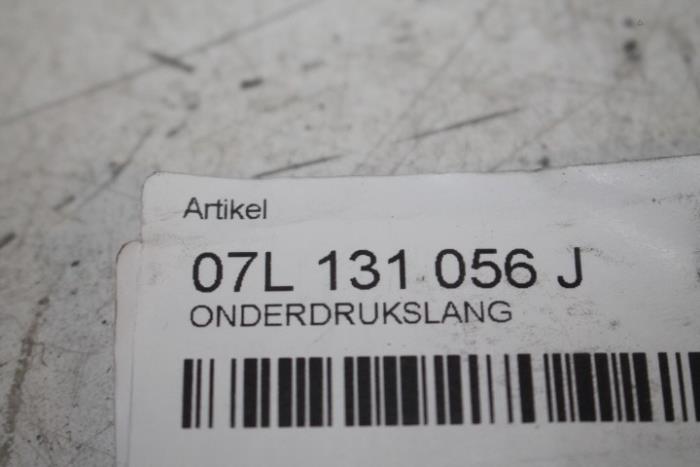 Artikel
07L 131 056 J
ONDERDRUKSLANG